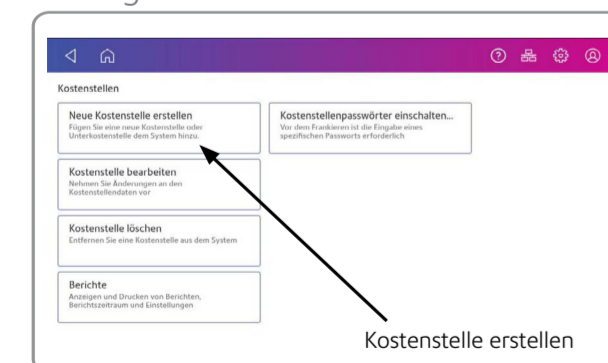 Kostenstellen
Neue Kostenstelle erstellen
Fügen Sie eine neue Kostenstelle oder
Unterkostenstelle dem System hinzu.
Kostenstellenpasswörter einschalten...
Vor dem Frankieren ist die Eingabe eines
spezifischen Passworts erforderlich
Kostenstelle bearbeiten
Nehmen Sie Änderungen an den
Kostenstellendaten vor
Kostenstelle löschen
Entfernen Sie eine Kostenstelle aus dem System
Berichte
Anzeigen und Drucken von Berichten,
Berichtszeitraum und Einstellungen
Kostenstelle erstellen